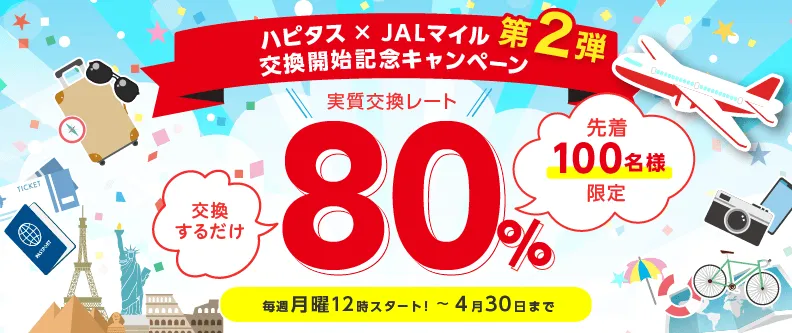 ハピタス × JALマイル 第2弾
交換開始記念キャンペーン
実質交換レート
80%
先着
100名様
限定
交換
するだけ
毎週月曜12時スタート! ～4月30日まで
TICKET
PASSPORT